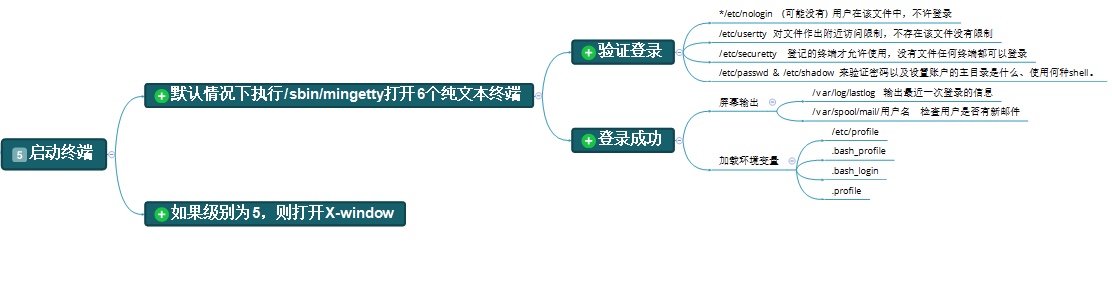 5 启动终端
默认情况下执行/sbin/mingetty打开6个纯文本终端
验证登录
*/etc/nologin (可能没有) 用户在该文件中，不许登录
/etc/usertty 对文件作出附近访问限制，不存在该文件没有限制
/etc/securetty 登记的终端才允许使用，没有文件任何终端都可以登录
/etc/passwd & /etc/shadow 来验证密码以及设置账户的主目录是什么、使用何种shell。
登录成功
屏幕输出
/var/log/lastlog 输出最近一次登录的信息
/var/spool/mail/用户名 检查用户是否有新邮件
加载环境变量
/etc/profile
.bash_profile
.bash_login
.profile
如果级别为5，则打开X-window